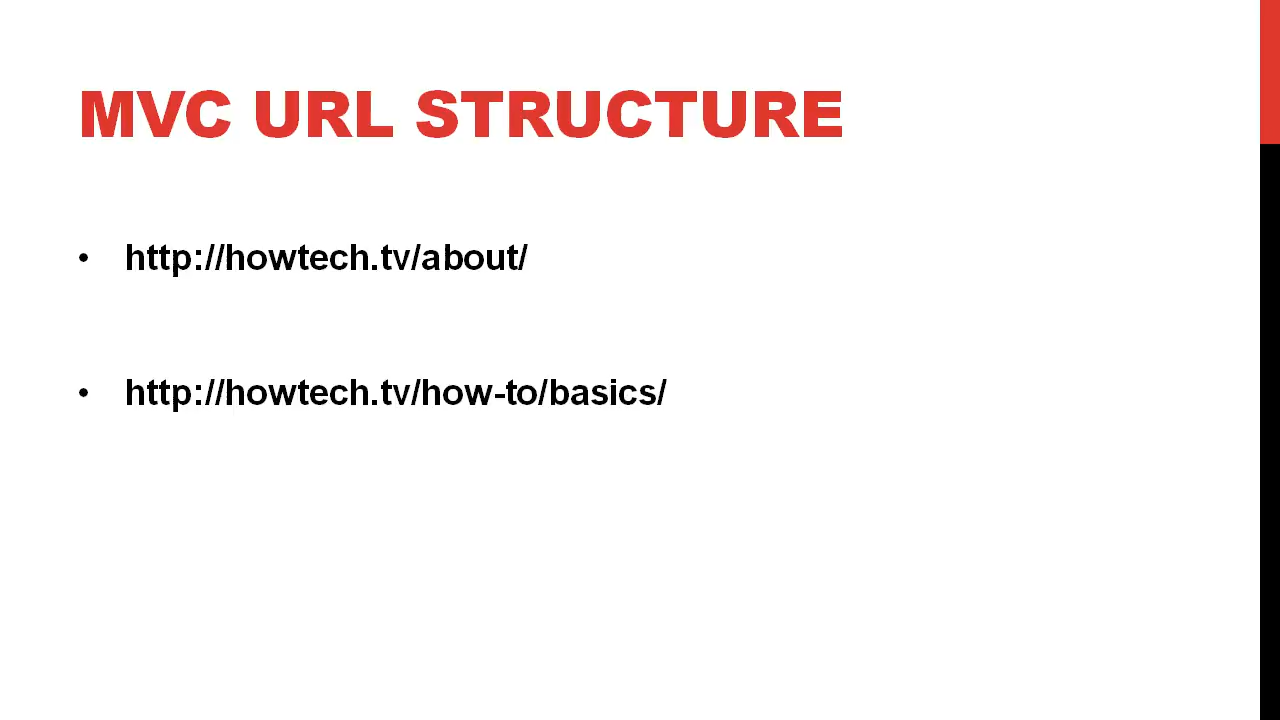 MVC URL STRUCTURE
• http://howtech.tv/about/
• http://howtech.tv/how-to/basics/